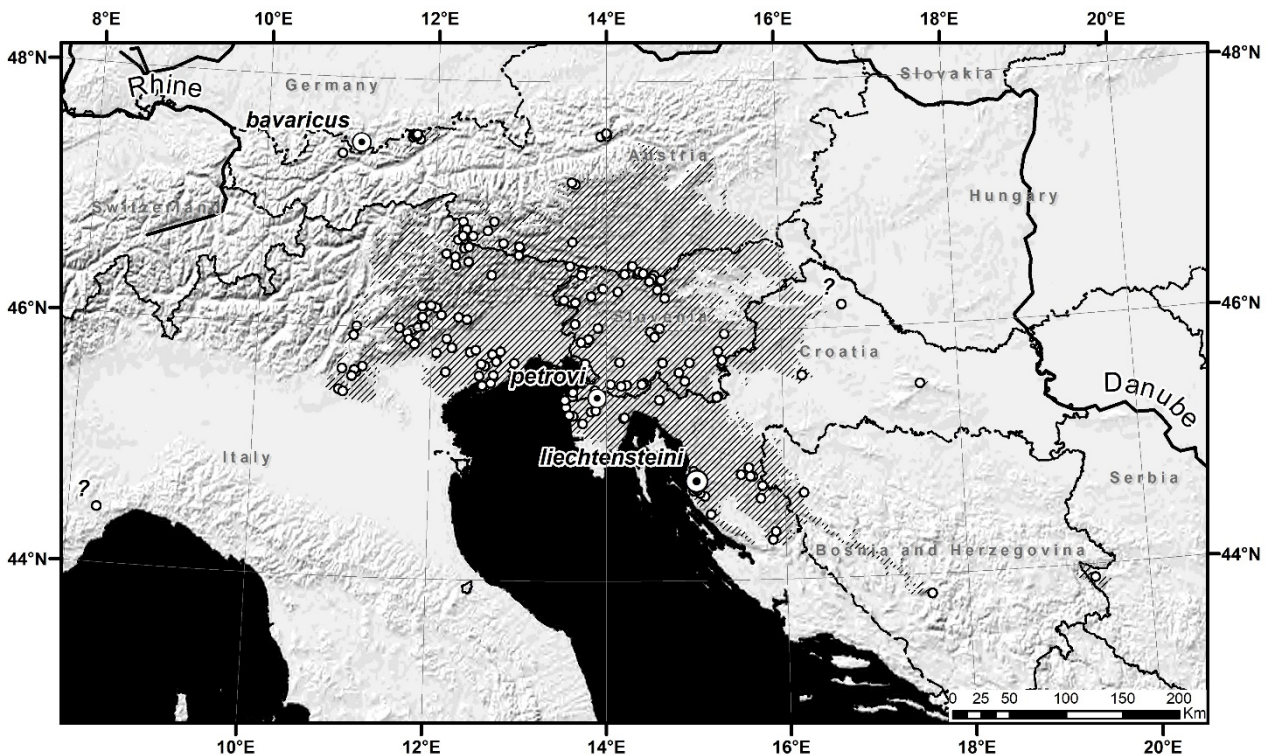 8°E 10°E 12°E 14°E 16°E 18°E 20°E
48°N 48°N
Rhine
Germany
Slovakia
bavaricus
Austria
Hungary
Switzerland
46°N 46°N
?
Slovenia
Croatia
petrovi
Danube
liechtensteini
Italy
Serbia
?
44°N 44°N
Bosnia and Herzegovina
0 25 50 100 150 200
Km
10°E 12°E 14°E 16°E 18°E 20°E